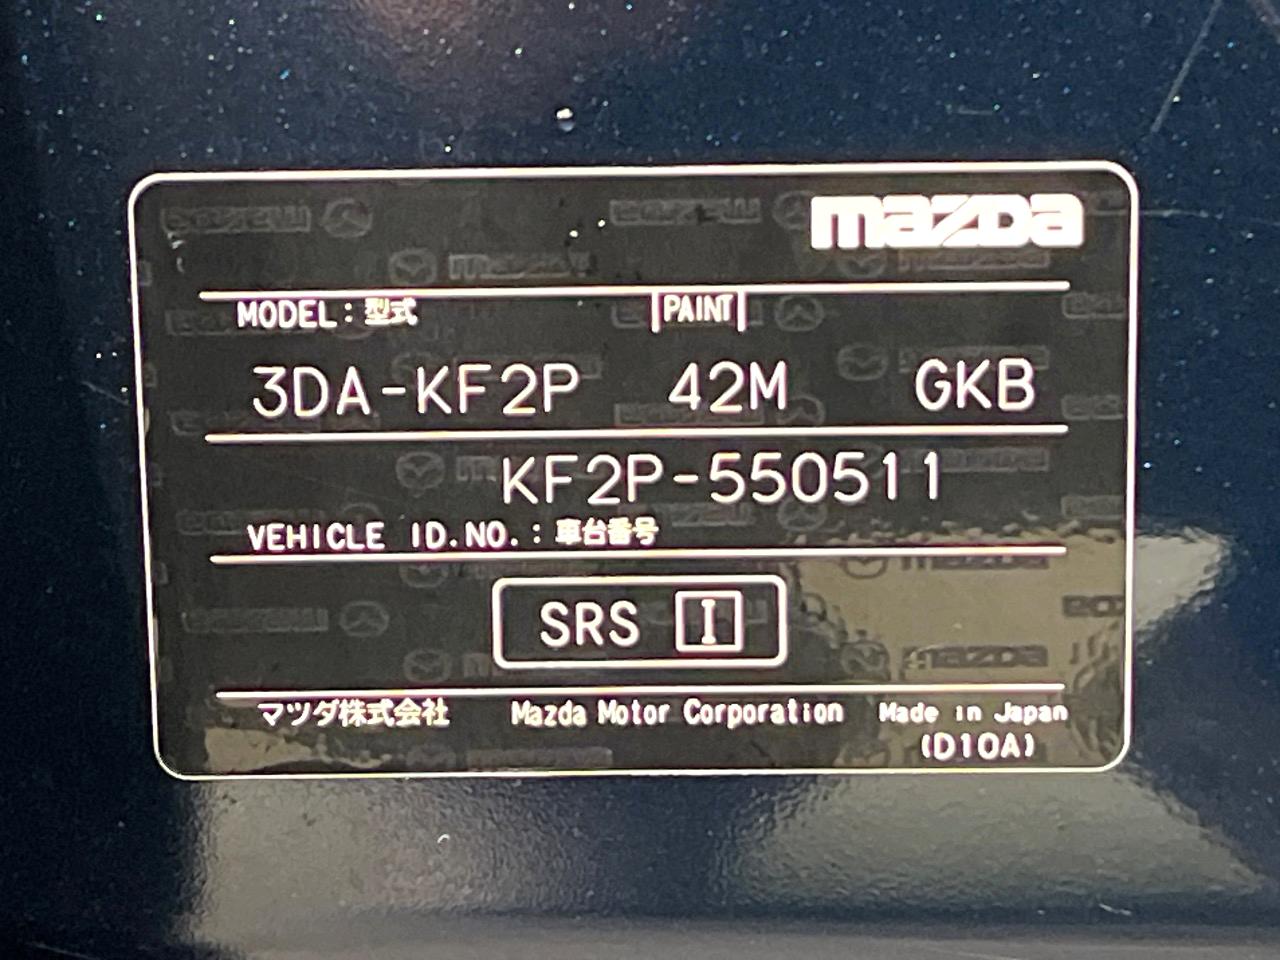 mazda
MODEL：型式 PAINT
3DA-KF2P 42M GKB
KF2P-550511
VEHICLE ID.NO.：車台番号
SRS I
マツダ株式会社 Mazda Motor Corporation Made in Japan
(D10A)